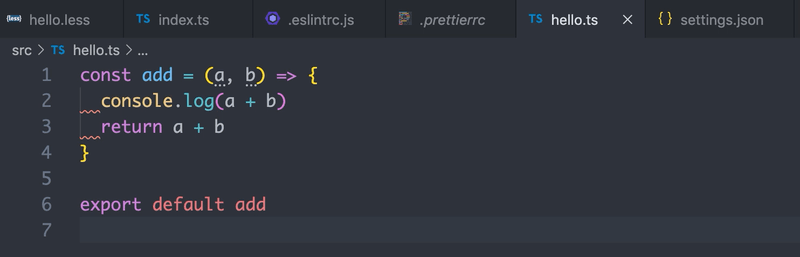 {less} hello.less TS index.ts .eslintrc.js .prettierrc TS hello.ts × { } settings.json
src > TS hello.ts > ...
1 const add = (a, b) => {
2   console.log(a + b)
3   return a + b
4 }
5
6 export default add
7